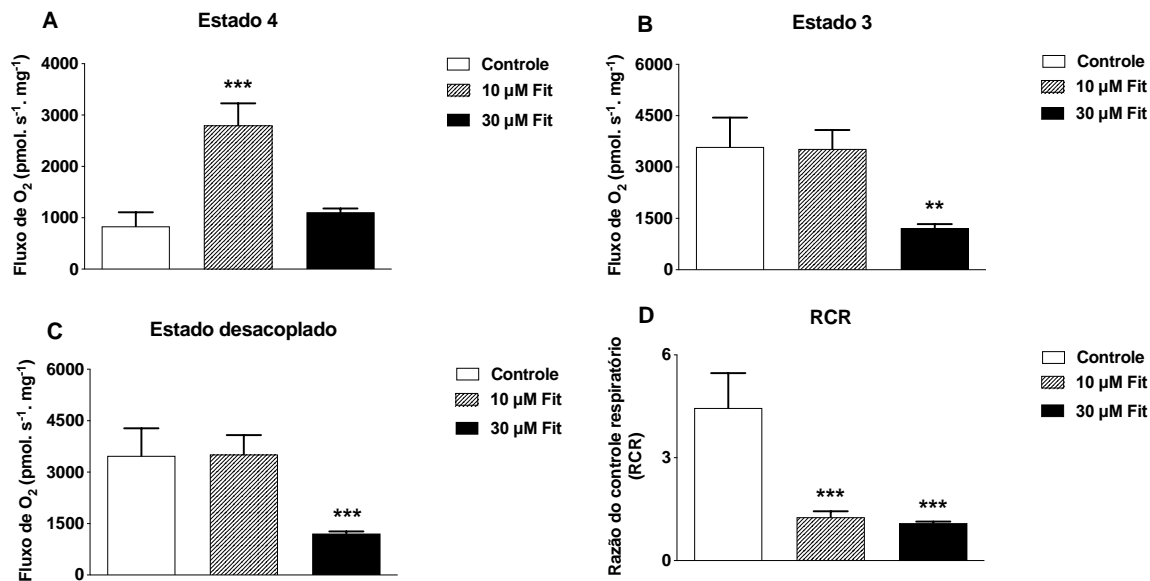 A
Estado 4
Fluxo de O2 (pmol. s-1. mg-1)
4000
3000
2000
1000
0
***
Controle
10 µM Fit
30 µM Fit
B
Estado 3
Fluxo de O2 (pmol. s-1. mg-1)
6000
4500
3000
1500
0
**
Controle
10 µM Fit
30 µM Fit
C
Estado desacoplado
Fluxo de O2 (pmol. s-1. mg-1)
6000
4500
3000
1500
0
***
Controle
10 µM Fit
30 µM Fit
D
RCR
Razão do controle respiratório
(RCR)
6
4
2
0
***
***
Controle
10 µM Fit
30 µM Fit